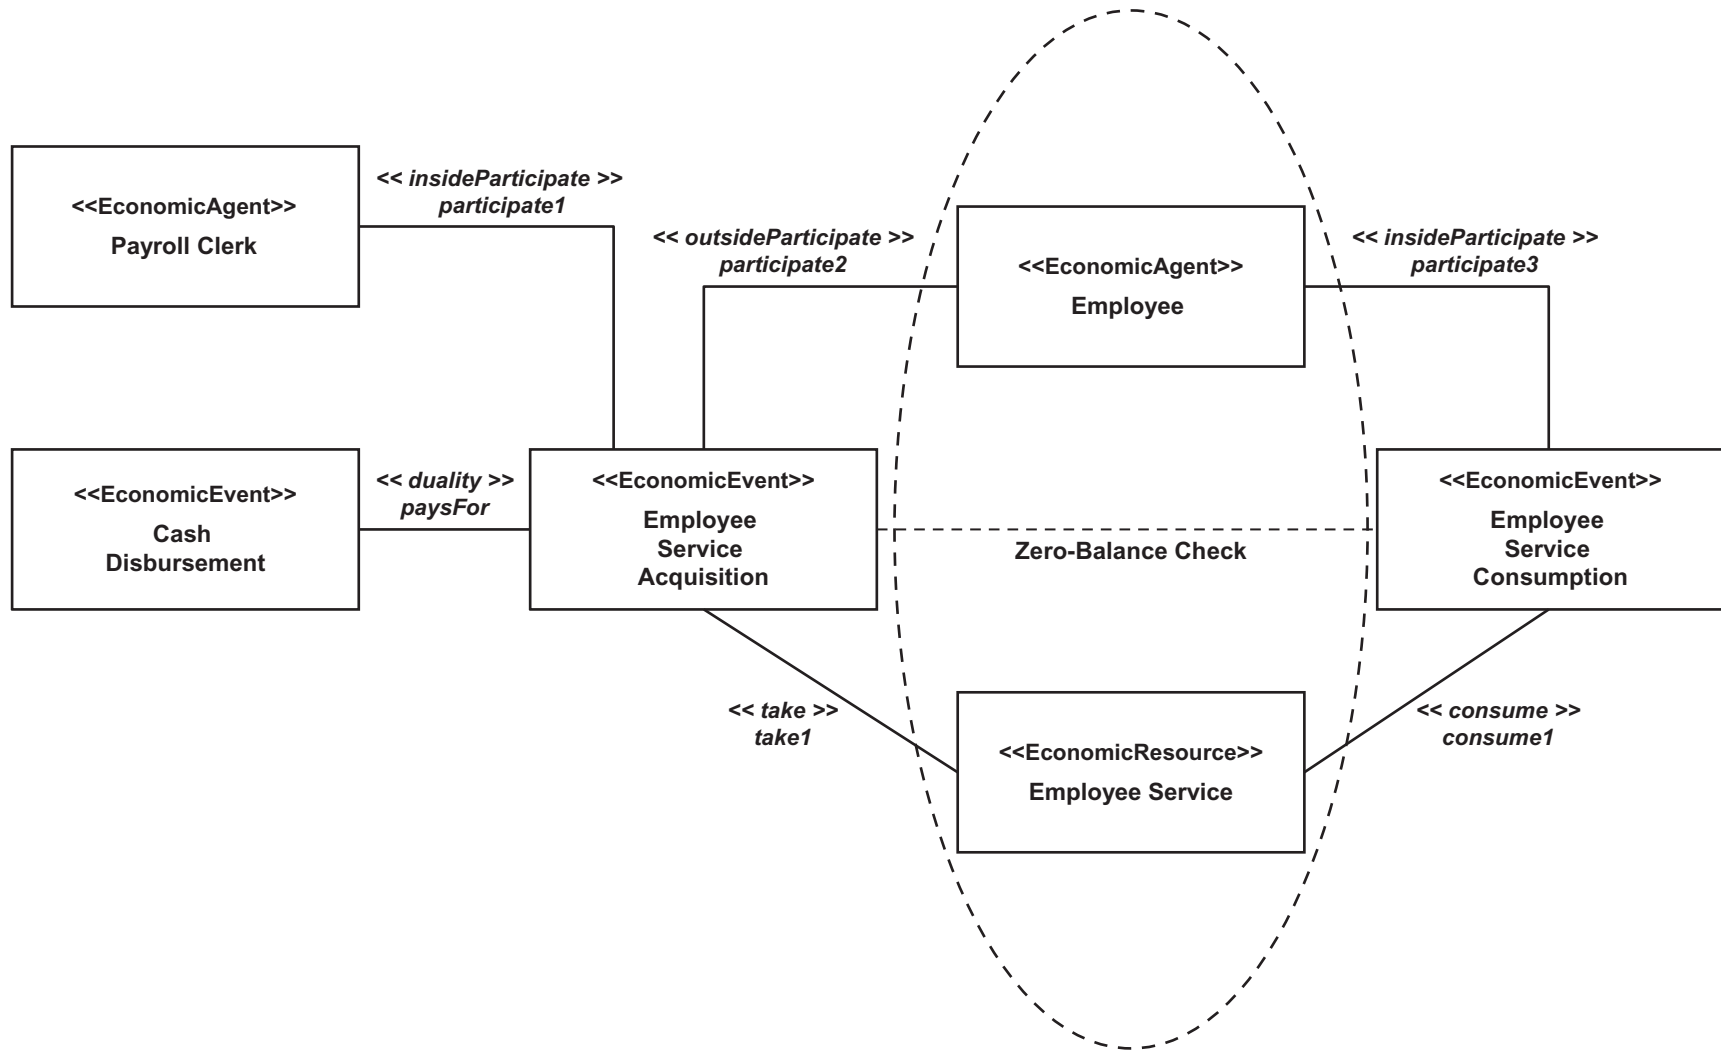 <<EconomicAgent>>
Payroll Clerk
<< insideParticipate >>
participate1
<< outsideParticipate >>
participate2
<<EconomicAgent>>
Employee
<< insideParticipate >>
participate3
<<EconomicEvent>>
Cash
Disbursement
<< duality >>
paysFor
<<EconomicEvent>>
Employee
Service
Acquisition
Zero-Balance Check
<<EconomicEvent>>
Employee
Service
Consumption
<< take >>
take1
<<EconomicResource>>
Employee Service
<< consume >>
consume1